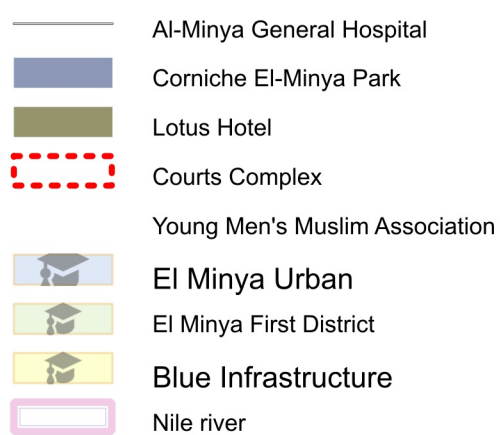 Al-Minya General Hospital
Corniche El-Minya Park
Lotus Hotel
Courts Complex
Young Men's Muslim Association
El Minya Urban
El Minya First District
Blue Infrastructure
Nile river